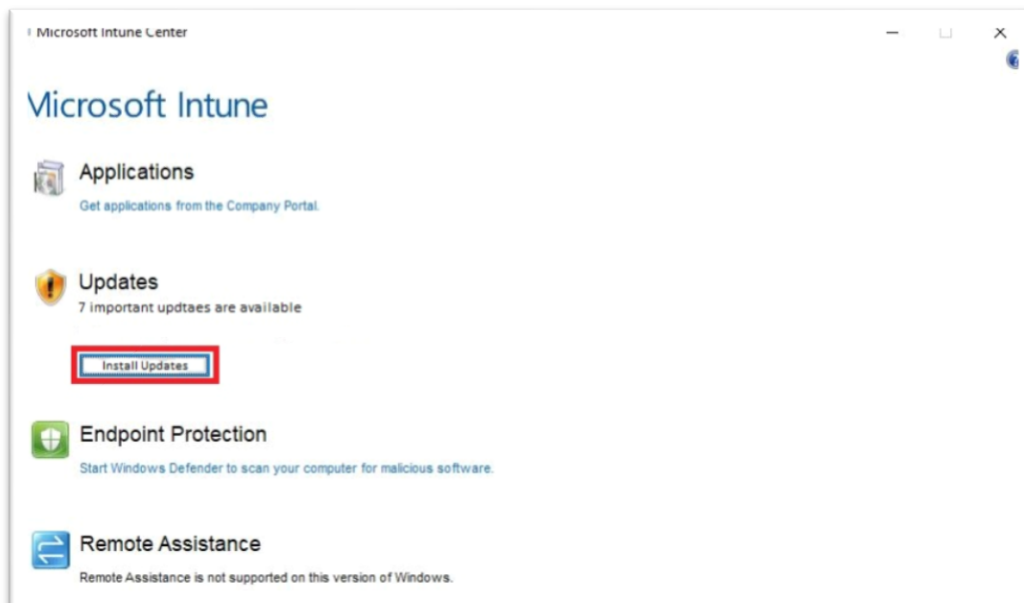 Microsoft Intune Center
Microsoft Intune
Applications
Get applications from the Company Portal.
Updates
7 important updtaes are available
Install Updates
Endpoint Protection
Start Windows Defender to scan your computer for malicious software.
Remote Assistance
Remote Assistance is not supported on this version of Windows.